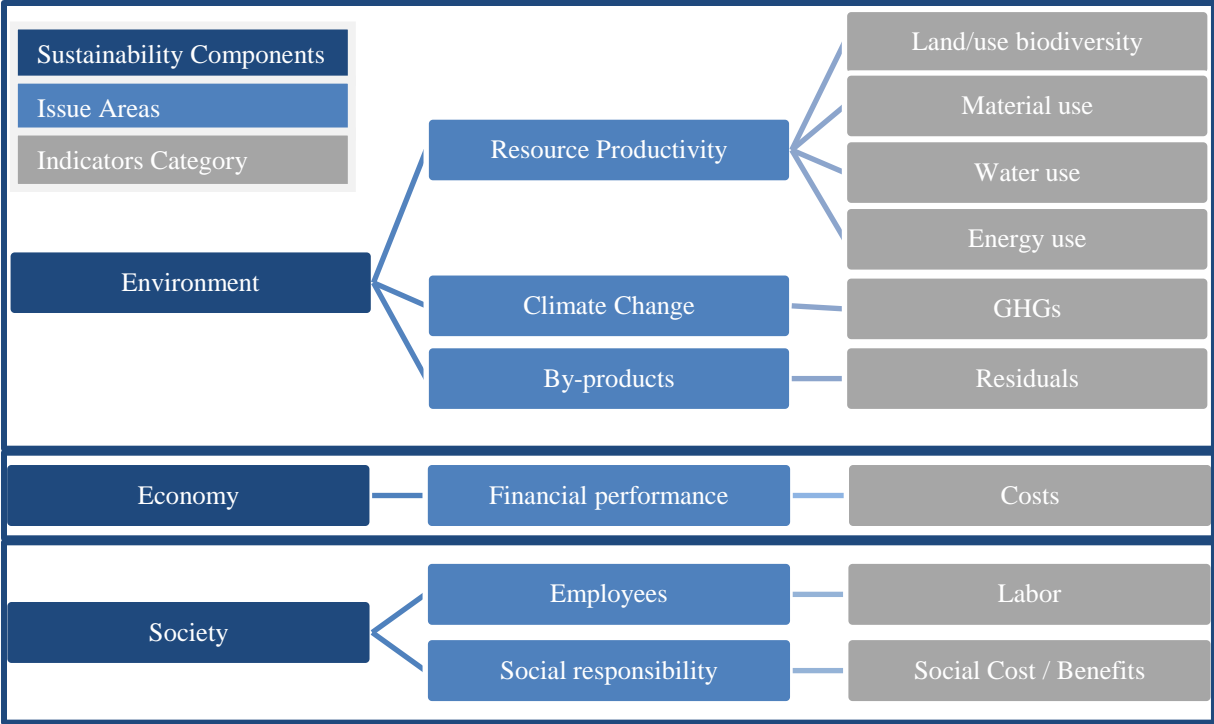 Sustainability Components
Issue Areas
Indicators Category
Environment
Resource Productivity
Land/use biodiversity
Material use
Water use
Energy use
Climate Change
GHGs
By-products
Residuals
Economy
Financial performance
Costs
Society
Employees
Labor
Social responsibility
Social Cost / Benefits